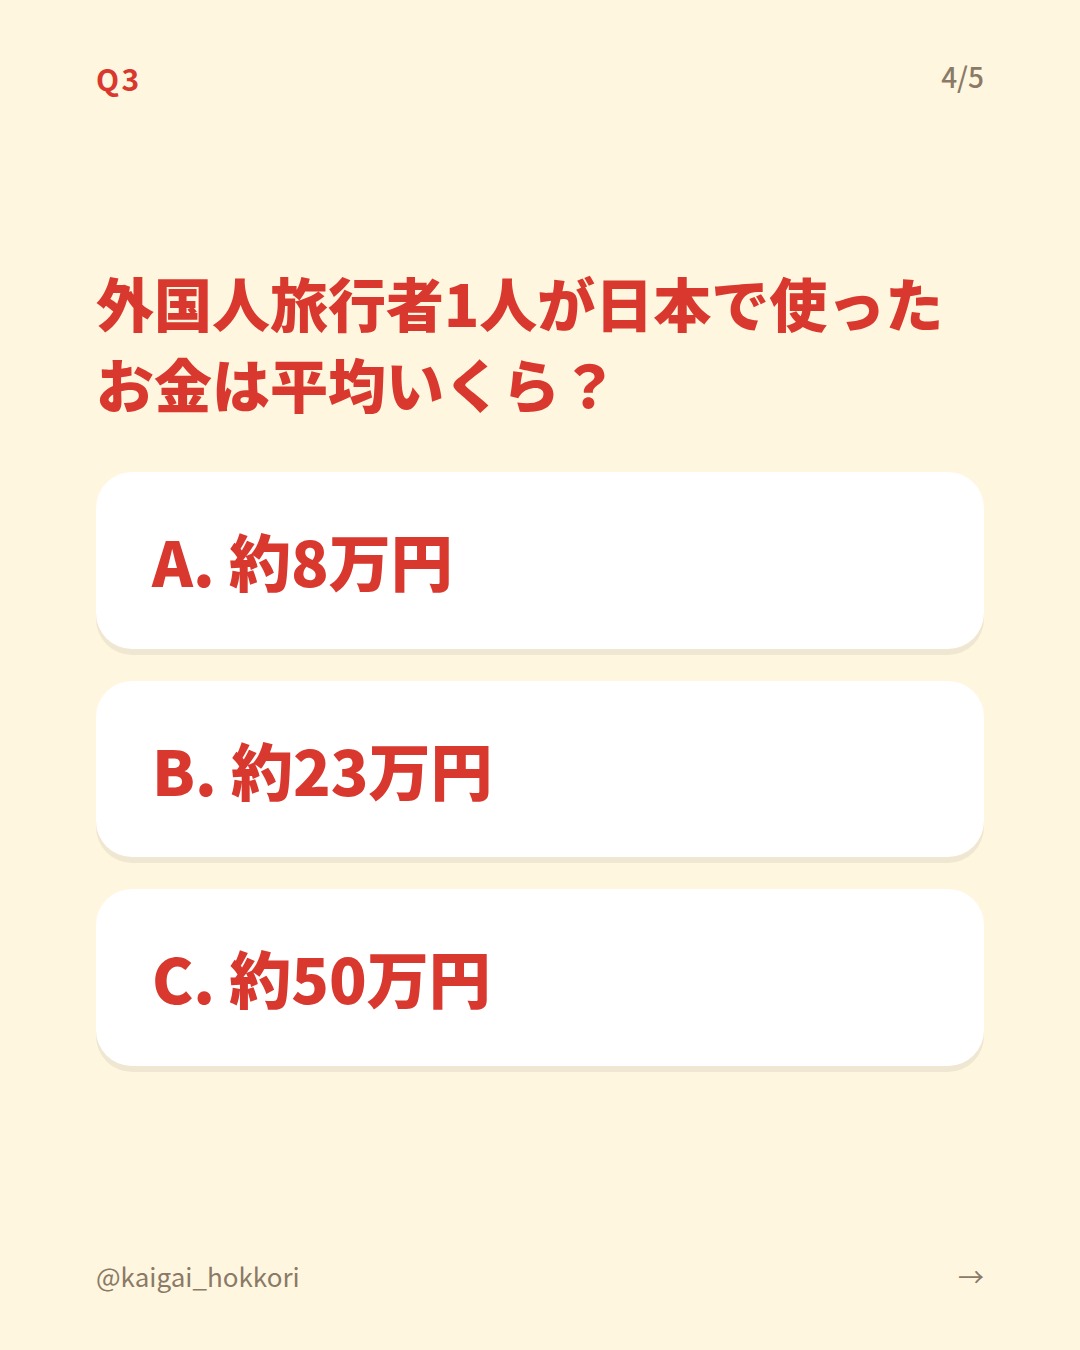 Q3
4/5
外国人旅行者1人が日本で使った
お金は平均いくら？
A. 約8万円
B. 約23万円
C. 約50万円
@kaigai_hokkori
→